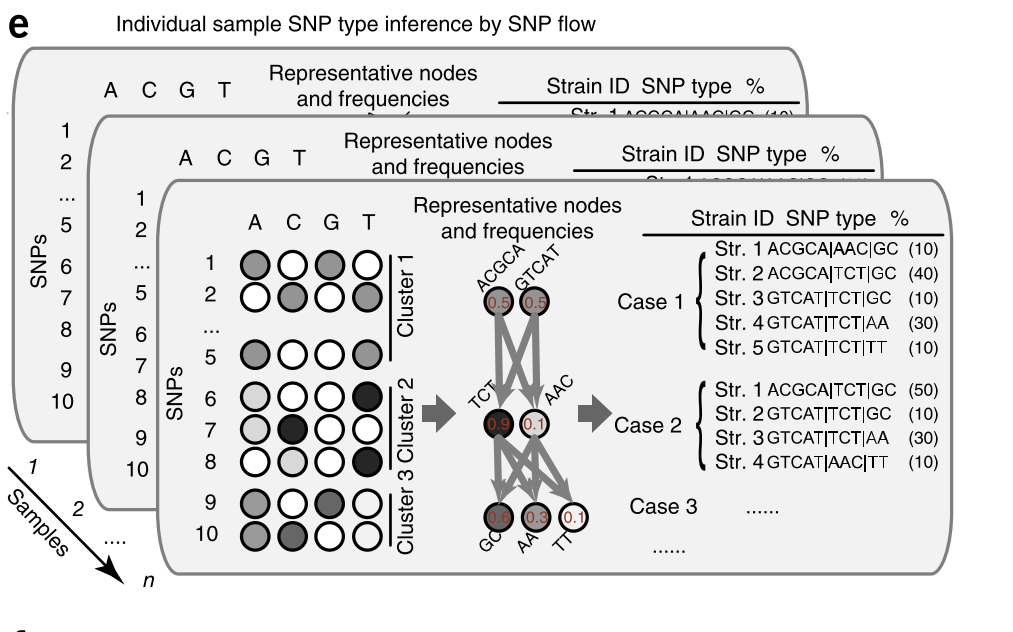 e
Individual sample SNP type inference by SNP flow
A C G T
Representative nodes
and frequencies
Strain ID SNP type %
1
2
...
5
6
7
8
9
10
SNPs
A C G T
Representative nodes
and frequencies
Strain ID SNP type %
1
2
...
5
6
7
8
9
10
SNPs
A C G T
Representative nodes
and frequencies
Strain ID SNP type %
1
2
...
5
6
7
8
9
10
SNPs
Cluster 1
Cluster 2
Cluster 3
ACGCA
GTCAT
0.5 0.5
TCT
AAC
0.9 0.1
0.6 0.3 0.1
GC
AA
TT
Case 1
Str. 1 ACGCA|AAC|GC (10)
Str. 2 ACGCA|TCT|GC (40)
Str. 3 GTCAT|TCT|GC (10)
Str. 4 GTCAT|TCT|AA (30)
Str. 5 GTCAT|TCT|TT (10)
Case 2
Str. 1 ACGCA|TCT|GC (50)
Str. 2 GTCAT|TCT|GC (10)
Str. 3 GTCAT|TCT|AA (30)
Str. 4 GTCAT|AAC|TT (10)
Case 3 ......
......
Samples
1
2
....
n